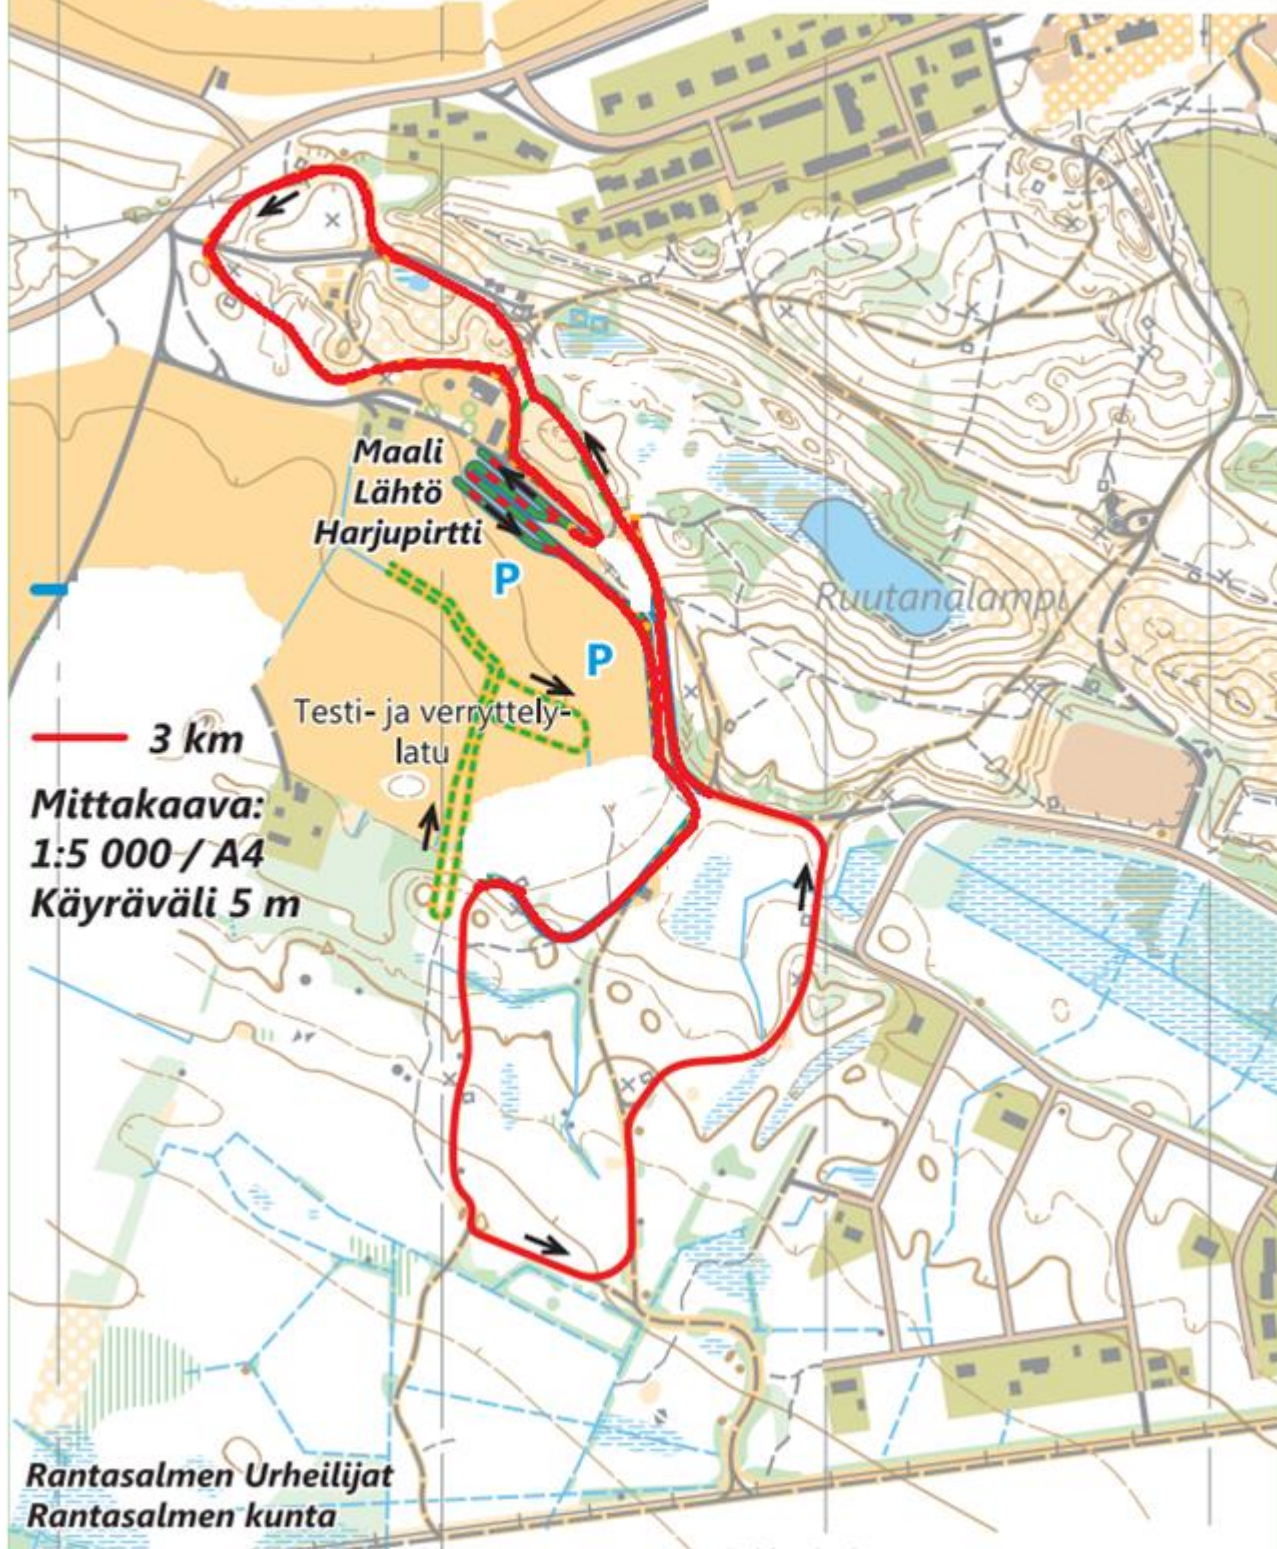 Maali
Lähtö
Harjupirtti
P
P
Ruutanalampi
Testi- ja verryttely-
latu
3 km
Mittakaava:
1:5 000 / A4
Käyräväli 5 m
Rantasalmen Urheilijat
Rantasalmen kunta